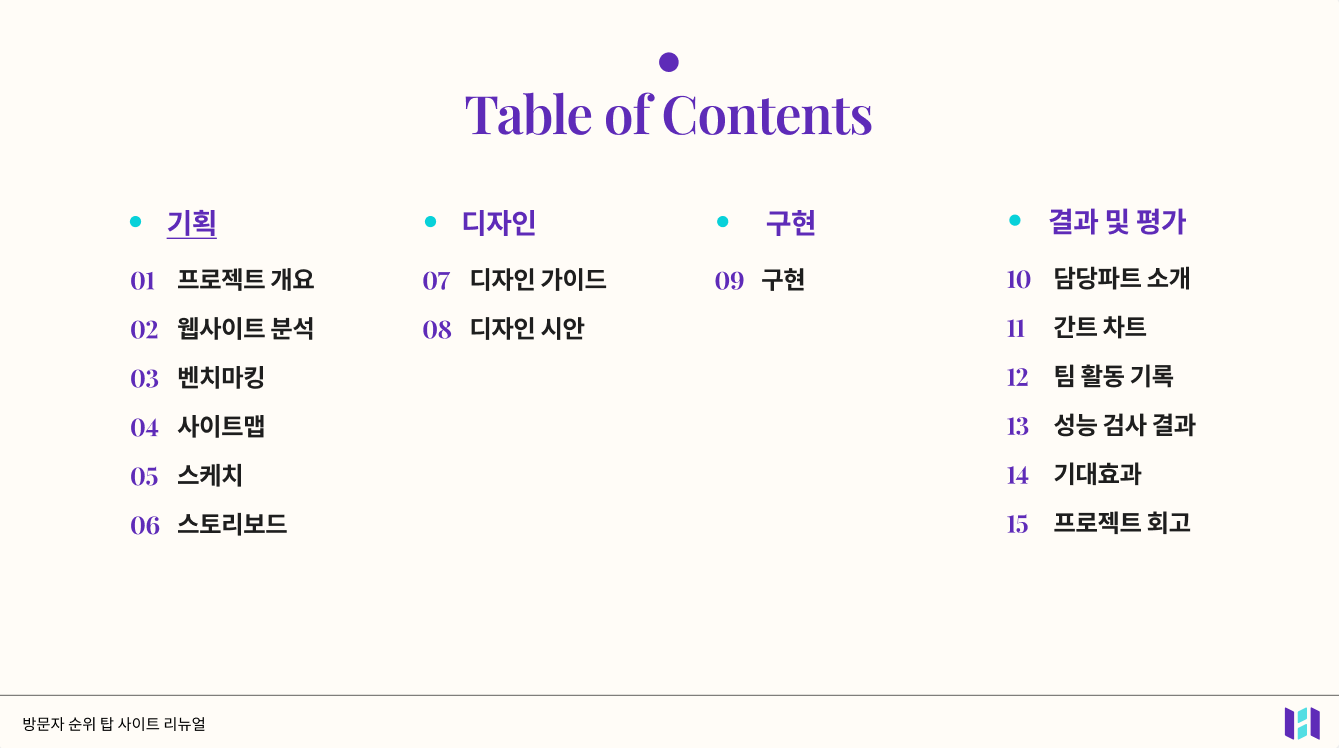 Table of Contents
기획
01 프로젝트 개요
02 웹사이트 분석
03 벤치마킹
04 사이트맵
05 스케치
06 스토리보드
디자인
07 디자인 가이드
08 디자인 시안
구현
09 구현
결과 및 평가
10 담당파트 소개
11 간트 차트
12 팀 활동 기록
13 성능 검사 결과
14 기대효과
15 프로젝트 회고
방문자 순위 탑 사이트 리뉴얼